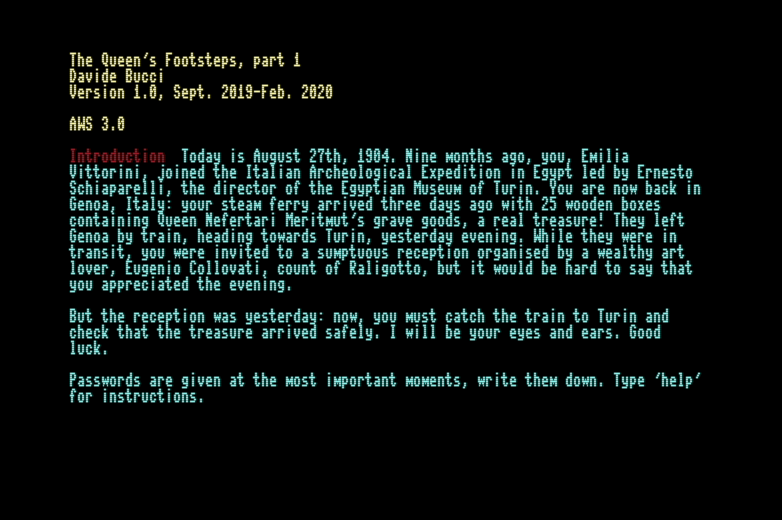 The Queen's Footsteps, part 1
Davide Bucci
Version 1.0, Sept. 2019-Feb. 2020
AWS 3.0
Introduction  Today is August 27th, 1904. Nine months ago, you, Emilia
Vittorini, joined the Italian Archeological Expedition in Egypt led by Ernesto
Schiaparelli, the director of the Egyptian Museum of Turin. You are now back in
Genoa, Italy: your steam ferry arrived three days ago with 25 wooden boxes
containing Queen Nefertari Meritmut's grave goods, a real treasure! They left
Genoa by train, heading towards Turin, yesterday evening. While they were in
transit, you were invited to a sumptuous reception organised by a wealthy art
lover, Eugenio Collovati, count of Raligotto, but it would be hard to say that
you appreciated the evening.
But the reception was yesterday: now, you must catch the train to Turin and
check that the treasure arrived safely. I will be your eyes and ears. Good
luck.
Passwords are given at the most important moments, write them down. Type 'help'
for instructions.